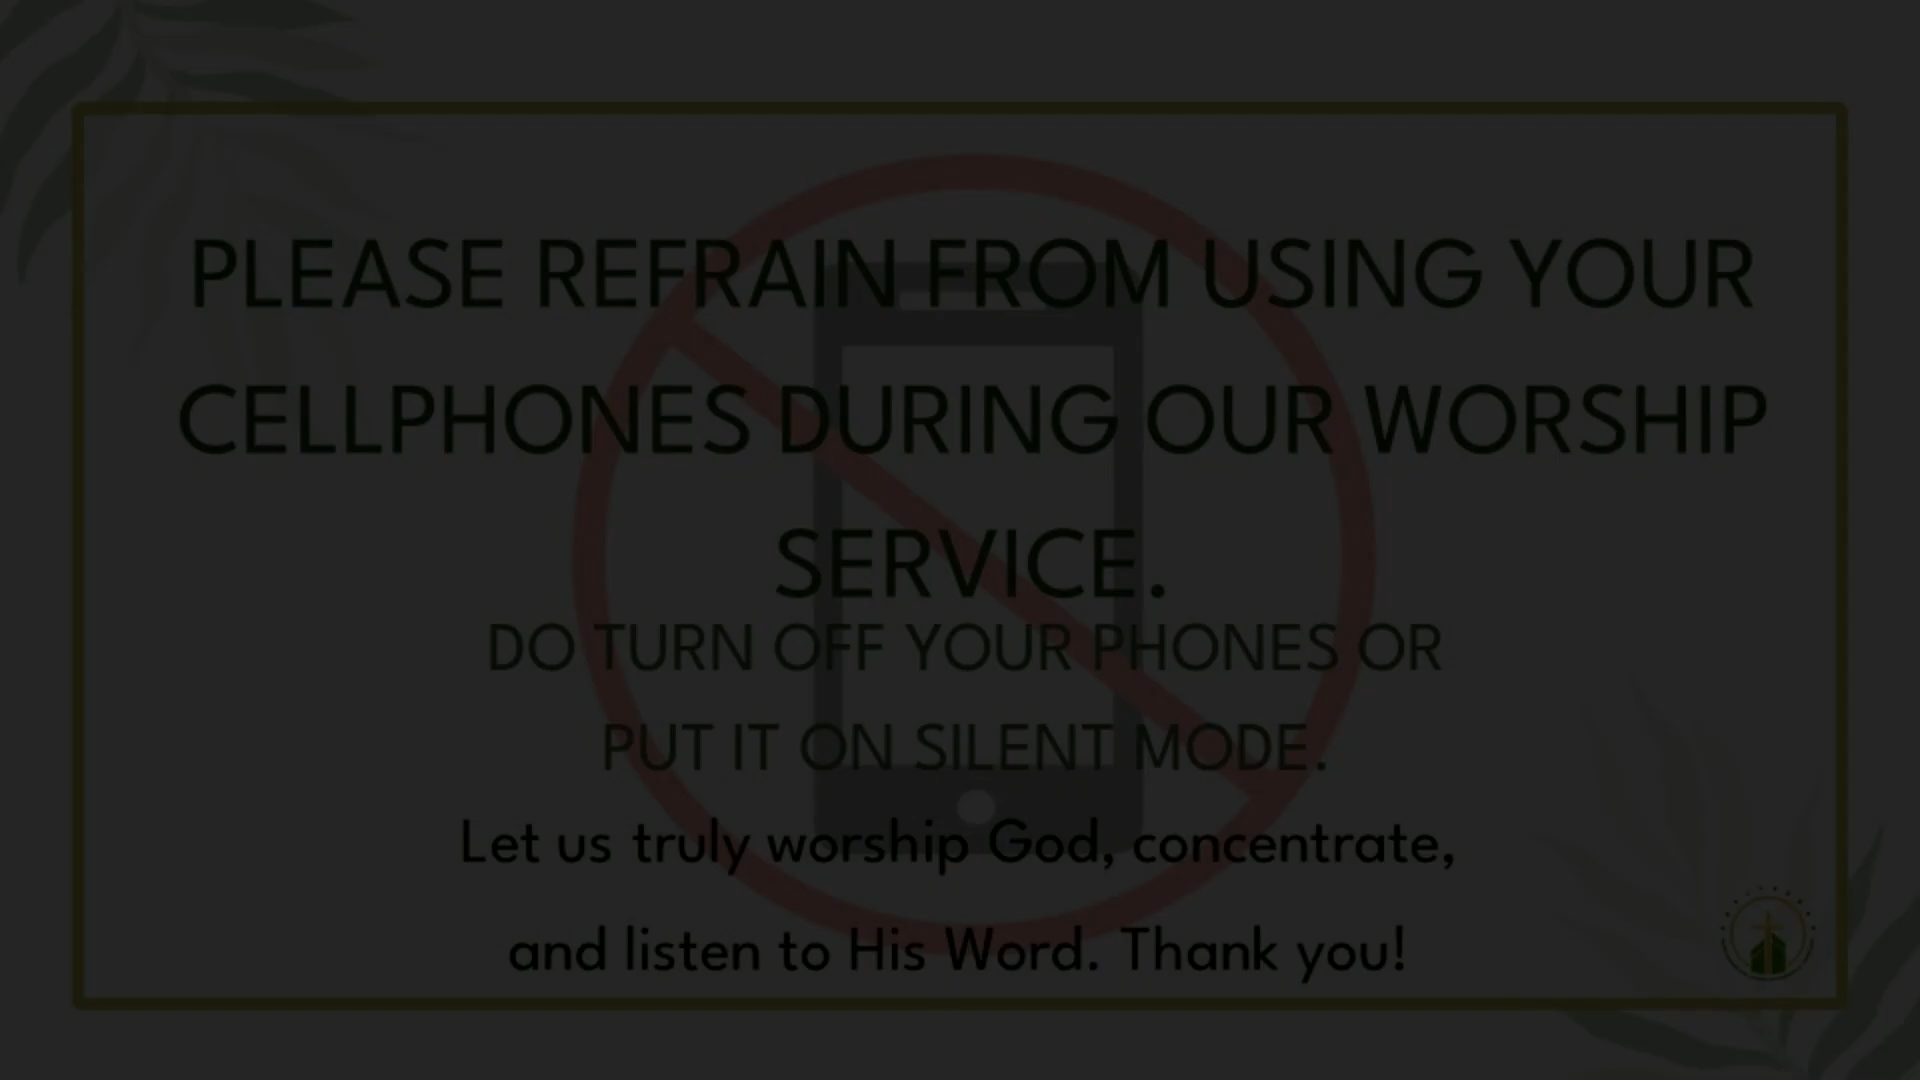 PLEASE REFRAIN FROM USING YOUR
CELLPHONES DURING OUR WORSHIP
SERVICE.
DO TURN OFF YOUR PHONES OR
PUT IT ON SILENT MODE.
Let us truly worship God, concentrate,
and listen to His Word. Thank you!